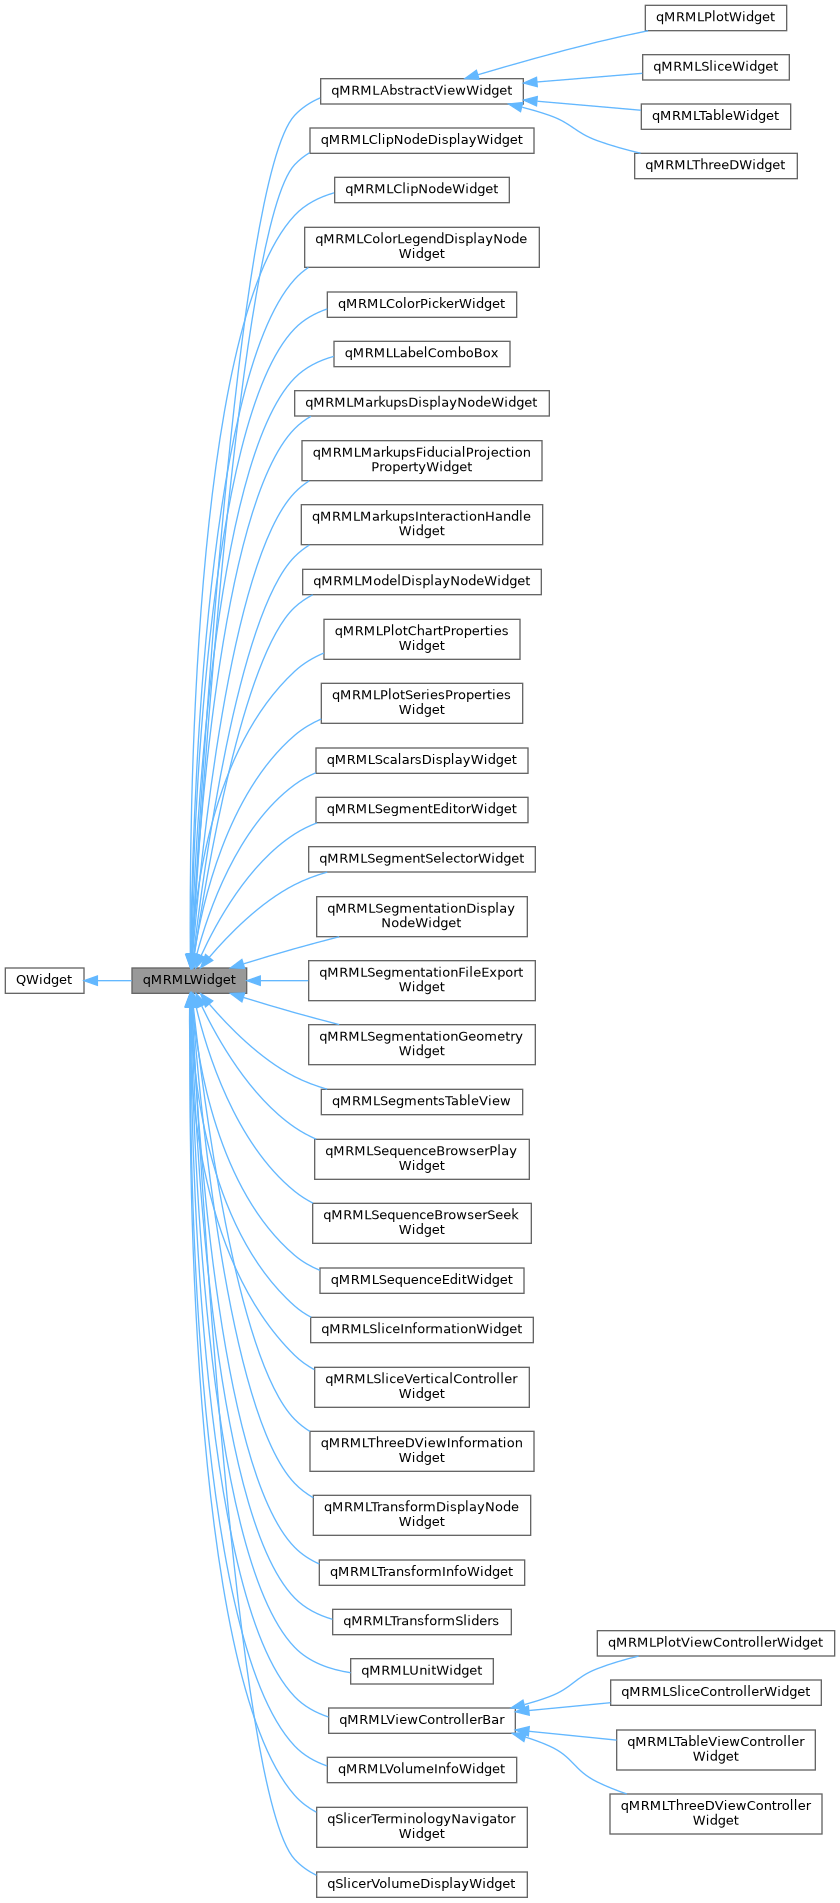 qMRMLPlotWidget
qMRMLSliceWidget
qMRMLAbstractViewWidget
qMRMLTableWidget
qMRMLClipNodeDisplayWidget
qMRMLThreeDWidget
qMRMLClipNodeWidget
qMRMLColorLegendDisplayNode
Widget
qMRMLColorPickerWidget
qMRMLLabelComboBox
qMRMLMarkupsDisplayNodeWidget
qMRMLMarkupsFiducialProjection
PropertyWidget
qMRMLMarkupsInteractionHandle
Widget
qMRMLModelDisplayNodeWidget
qMRMLPlotChartProperties
Widget
qMRMLPlotSeriesProperties
Widget
qMRMLScalarsDisplayWidget
qMRMLSegmentEditorWidget
qMRMLSegmentSelectorWidget
qMRMLSegmentationDisplay
NodeWidget
QWidget
qMRMLWidget
qMRMLSegmentationFileExport
Widget
qMRMLSegmentationGeometry
Widget
qMRMLSegmentsTableView
qMRMLSequenceBrowserPlay
Widget
qMRMLSequenceBrowserSeek
Widget
qMRMLSequenceEditWidget
qMRMLSliceInformationWidget
qMRMLSliceVerticalController
Widget
qMRMLThreeDViewInformation
Widget
qMRMLTransformDisplayNode
Widget
qMRMLTransformInfoWidget
qMRMLTransformSliders
qMRMLUnitWidget
qMRMLViewControllerBar
qMRMLPlotViewControllerWidget
qMRMLSliceControllerWidget
qMRMLTableViewController
Widget
qMRMLThreeDViewController
Widget
qMRMLVolumeInfoWidget
qSlicerTerminologyNavigator
Widget
qSlicerVolumeDisplayWidget